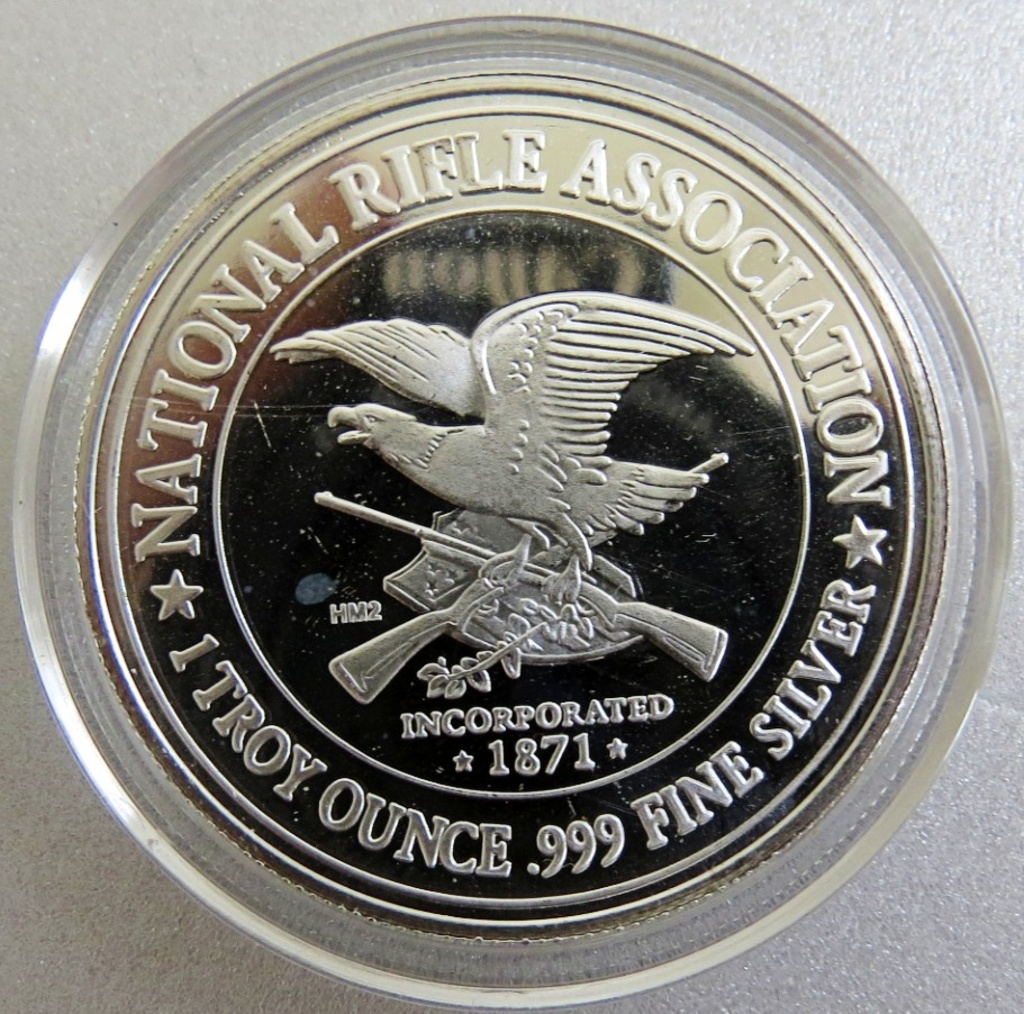 NATIONAL RIFLE ASSOCIATION
HM2
INCORPORATED
★ 1871 ★
★ 1 TROY OUNCE .999 FINE SILVER ★